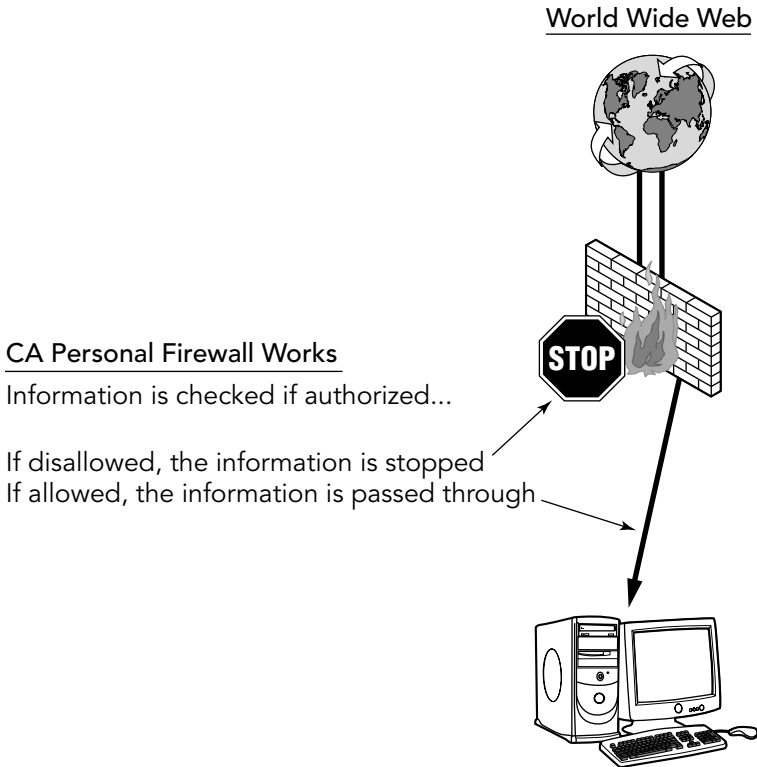 World Wide Web
STOP
CA Personal Firewall Works
Information is checked if authorized...
If disallowed, the information is stopped
If allowed, the information is passed through